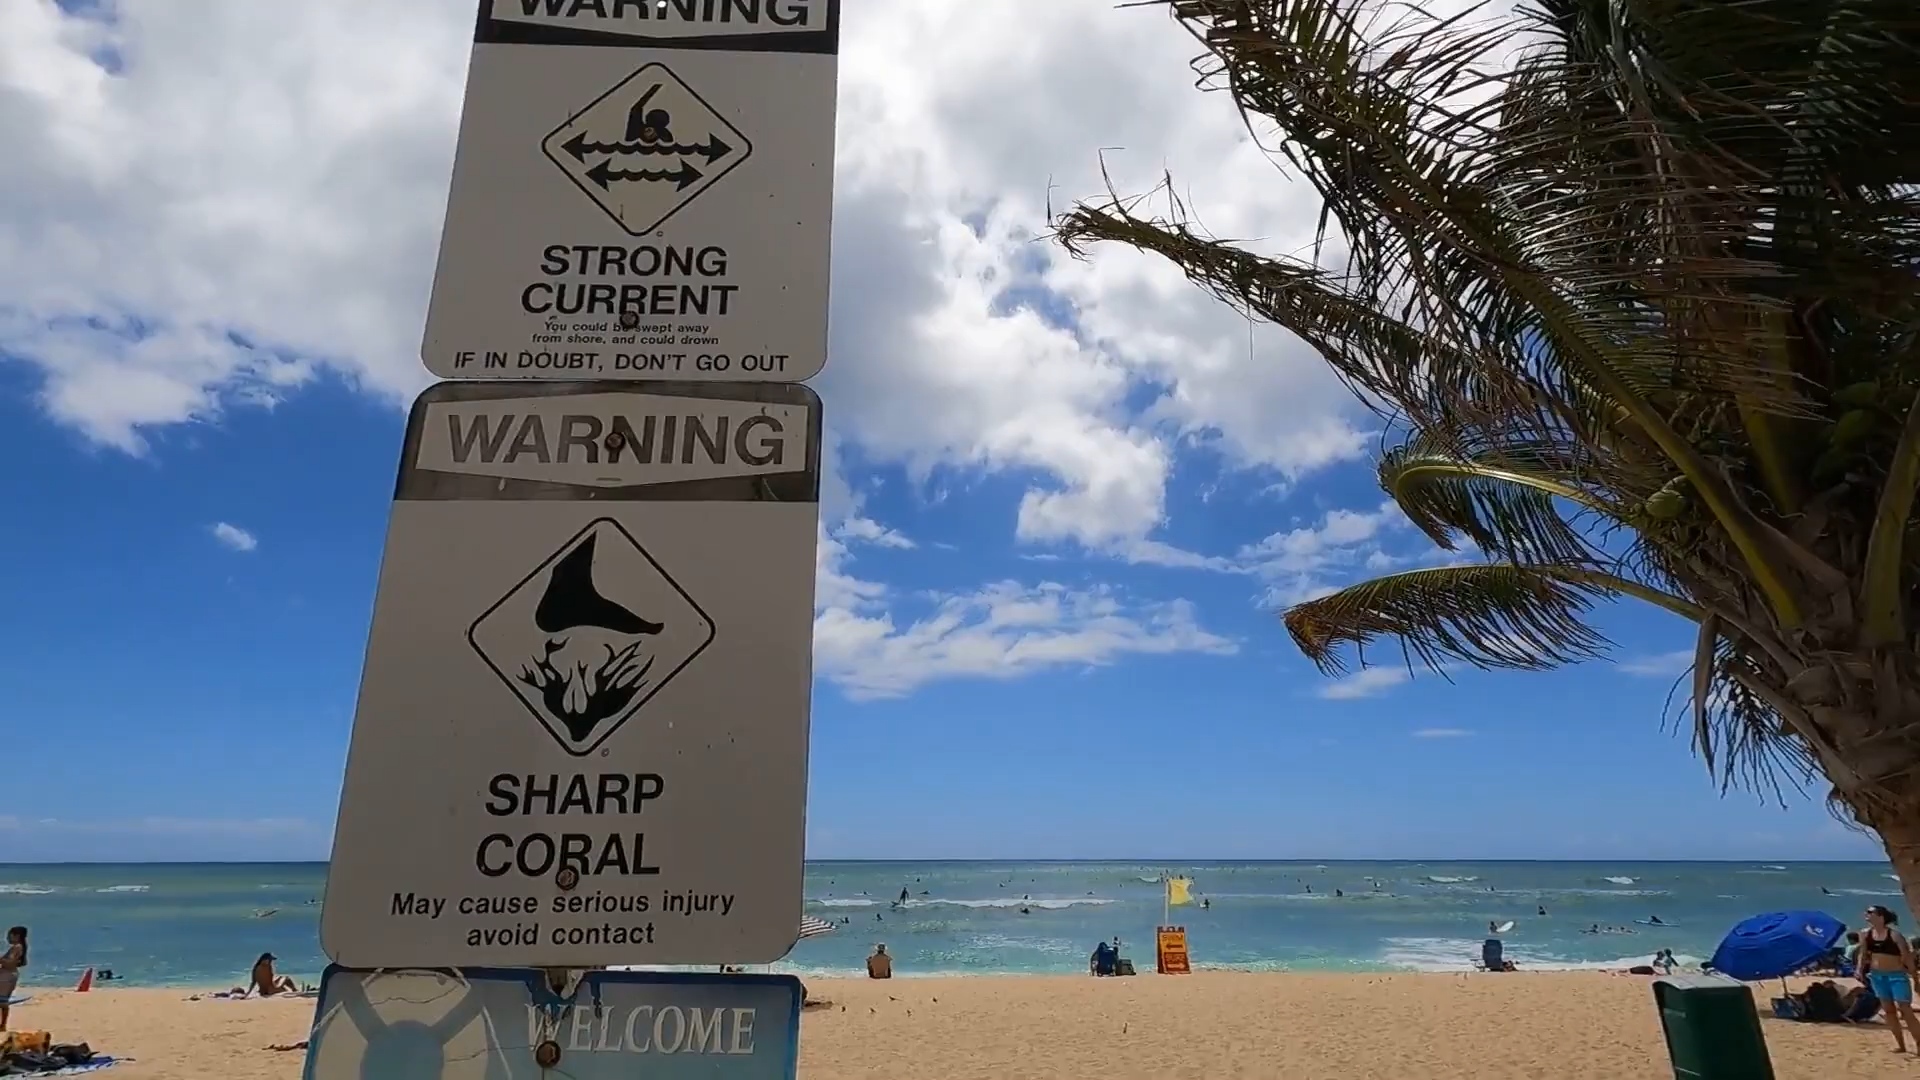 WARNING
STRONG
CURRENT
You could be swept away
from shore, and could drown
IF IN DOUBT, DON'T GO OUT
WARNING
SHARP
CORAL
May cause serious injury
avoid contact
WELCOME
SWIM